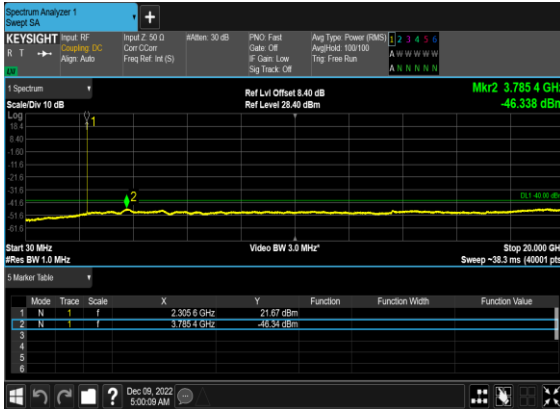 Spectrum Analyzer 1
Swept SA
+
KEYSIGHT
R T
LV
Input: RF
Coupling: DC
Align: Auto
Input Z: 50 Ω
Corr CCorr
Freq Ref: Int (S)
#Atten: 30 dB
PNO: Fast
Gate: Off
IF Gain: Low
Sig Track: Off
Avg Type: Power (RMS)
Avg|Hold: 100/100
Trig: Free Run
1 2 3 4 5 6
A W W W W W
A N N N N N
1 Spectrum
Scale/Div 10 dB
Ref Lvl Offset 8.40 dB
Ref Level 28.40 dBm
Mkr2 3.785 4 GHz
-46.338 dBm
Log
18.4
8.40
-1.60
-11.6
-21.6
-31.6
-41.6
-51.6
-61.6
1
2
DL1 -40.00 dBm
Start 30 MHz
#Res BW 1.0 MHz
Video BW 3.0 MHz*
Stop 20.000 GHz
Sweep ~38.3 ms (40001 pts)
5 Marker Table
Mode Trace Scale X Y Function Function Width Function Value
1 N 1 f 2.305 6 GHz 21.67 dBm
2 N 1 f 3.785 4 GHz -46.34 dBm
3
4
5
6
?
Dec 09, 2022
5:00:09 AM